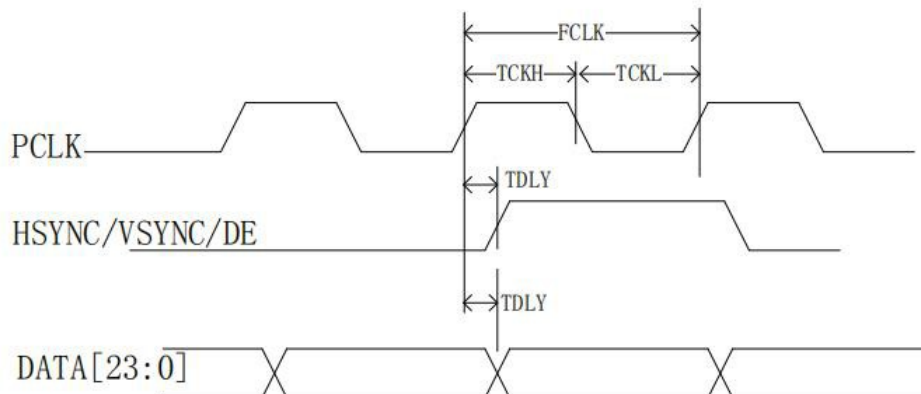 FCLK
TCKH TCKL
PCLK
TDLY
HSYNC/VSYNC/DE
TDLY
DATA[23:0]